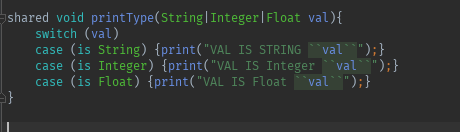 shared void printType(String|Integer|Float val){
    switch (val)
    case (is String) {print("VAL IS STRING ``val``");}
    case (is Integer) {print("VAL IS Integer ``val``");}
    case (is Float) {print("VAL IS Float ``val``");}
}